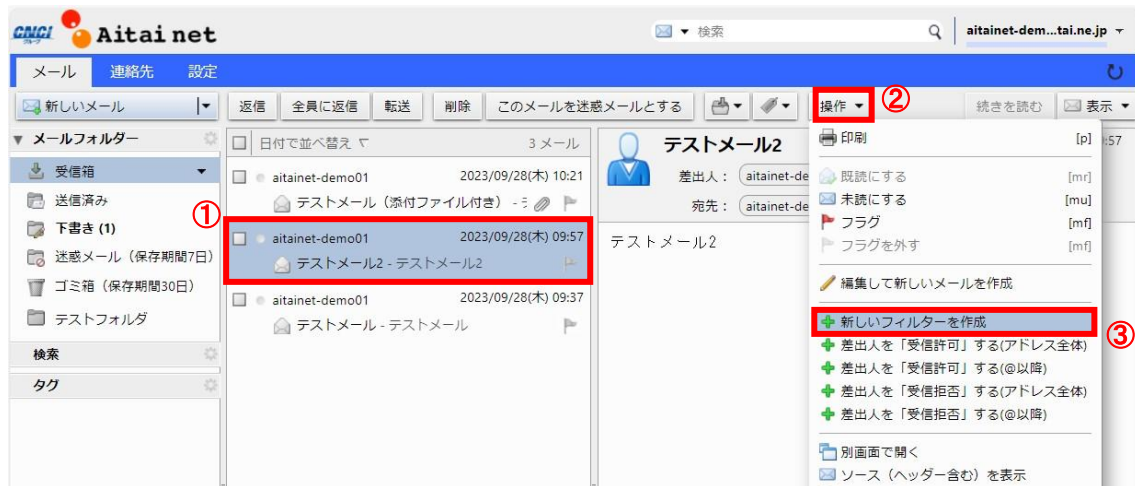 CNCI グループ Aitai net
検索
aitainet-dem...tai.ne.jp
メール 連絡先 設定
新しいメール
返信 全員に返信 転送 削除 このメールを迷惑メールとする 操作 ② 続きを読む 表示
メールフォルダー
受信箱
送信済み
下書き (1)
迷惑メール（保存期間7日）
ゴミ箱（保存期間30日）
テストフォルダ
検索
タグ
日付で並べ替え 3 メール
aitainet-demo01 2023/09/28(木) 10:21
テストメール（添付ファイル付き） -
①
aitainet-demo01 2023/09/28(木) 09:57
テストメール2 - テストメール2
aitainet-demo01 2023/09/28(木) 09:37
テストメール - テストメール
テストメール2
:57
差出人： aitainet-de
宛先： aitainet-de
テストメール2
印刷 [p]
既読にする [mr]
未読にする [mu]
フラグ [mf]
フラグを外す [mf]
編集して新しいメールを作成
新しいフィルターを作成
③
差出人を「受信許可」する(アドレス全体)
差出人を「受信許可」する(@以降)
差出人を「受信拒否」する(アドレス全体)
差出人を「受信拒否」する(@以降)
別画面で開く
ソース（ヘッダー含む）を表示